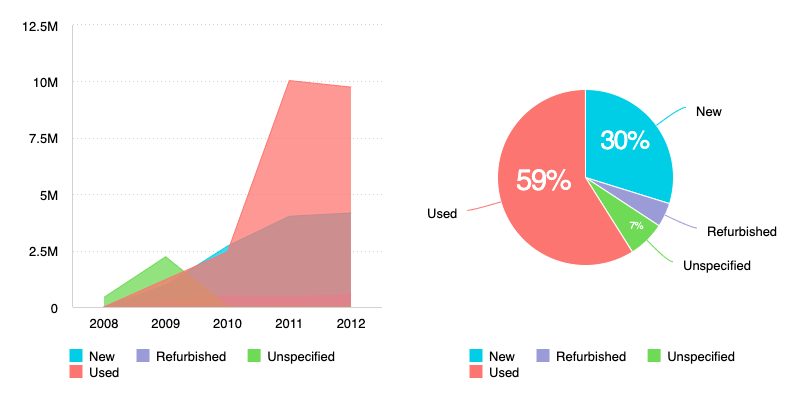 12.5M
10M
7.5M
5M
2.5M
0
2008 2009 2010 2011 2012
New Refurbished Unspecified
Used
30%
59%
7%
New
Used
Refurbished
Unspecified
New Refurbished Unspecified
Used